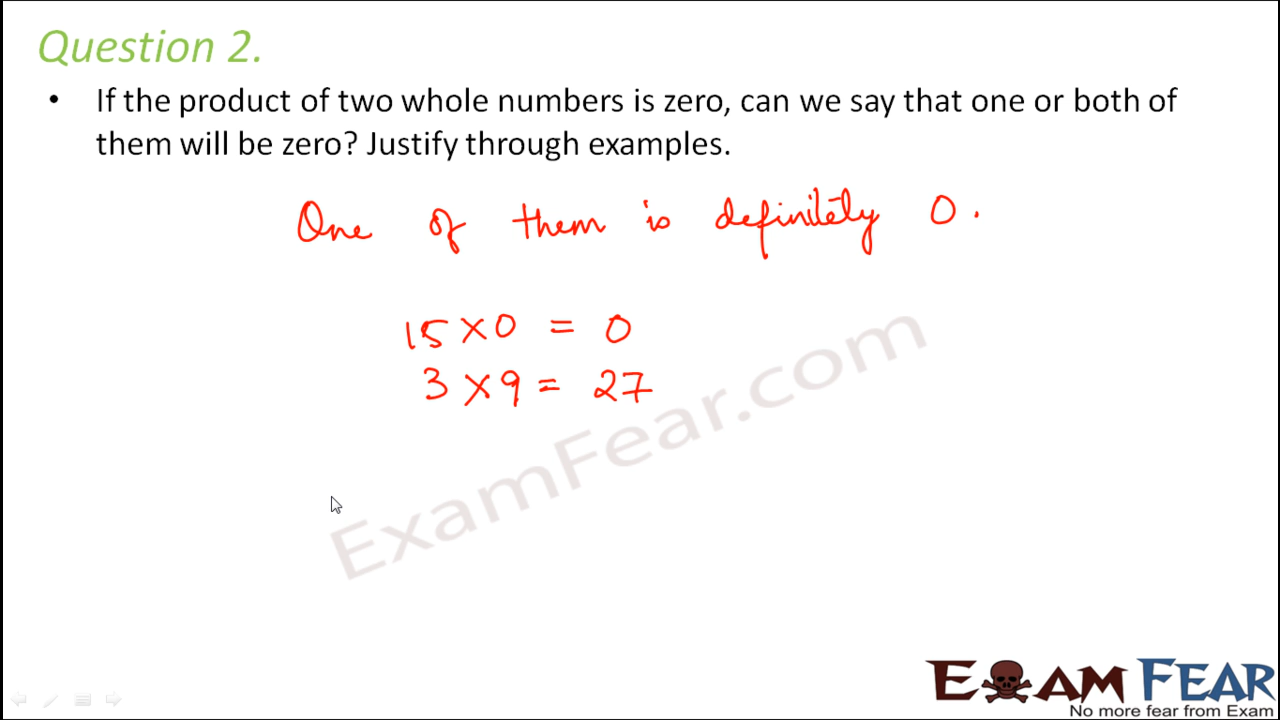 Question 2.
• If the product of two whole numbers is zero, can we say that one or both of
them will be zero? Justify through examples.
One of them is definitely 0.
15 × 0 = 0
3 × 9 = 27
ExamFear.com
EXAM FEAR
No more fear from Exam